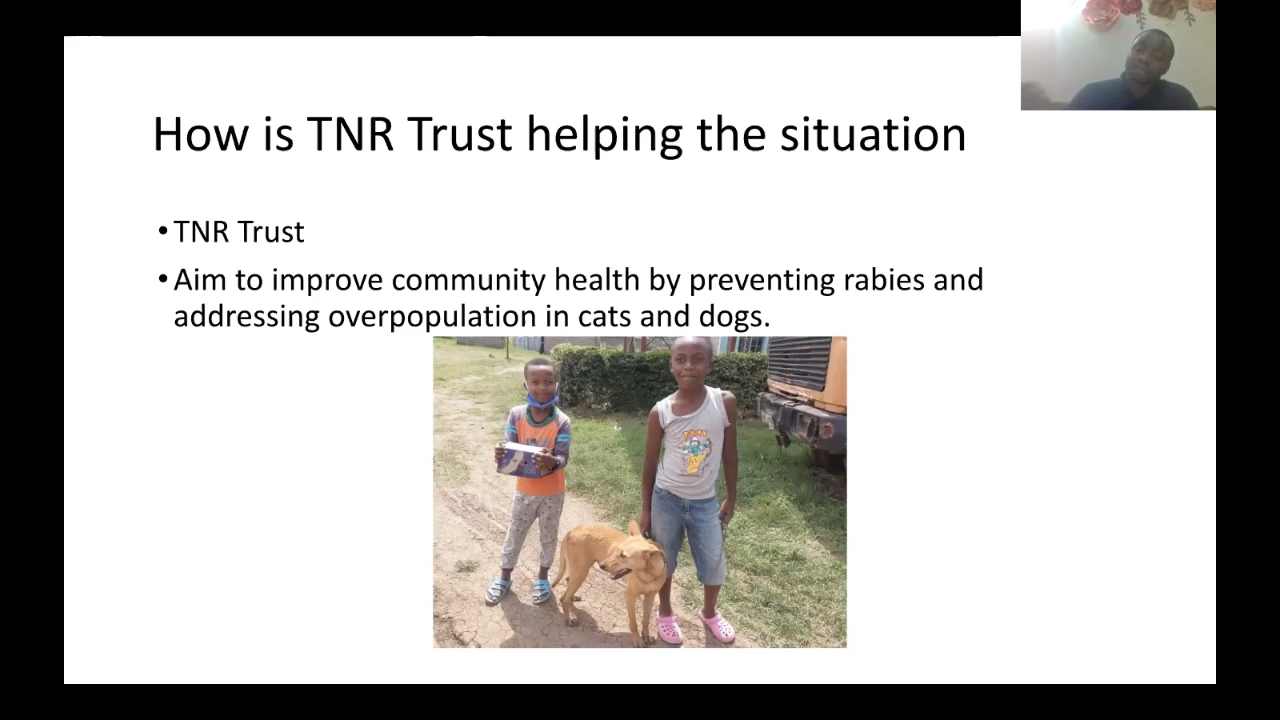 How is TNR Trust helping the situation
• TNR Trust
• Aim to improve community health by preventing rabies and
addressing overpopulation in cats and dogs.